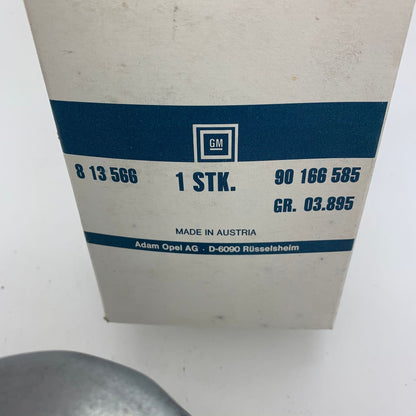 GM
8 13 566 1 STK. 90 166 585
GR. 03.895
MADE IN AUSTRIA
Adam Opel AG · D-6090 Rüsselsheim